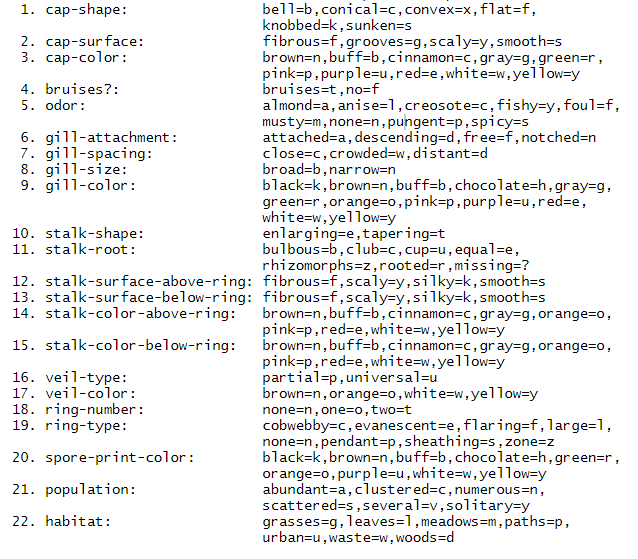 1. cap-shape: bell=b,conical=c,convex=x,flat=f,
knobbed=k,sunken=s
2. cap-surface: fibrous=f,grooves=g,scaly=y,smooth=s
3. cap-color: brown=n,buff=b,cinnamon=c,gray=g,green=r,
pink=p,purple=u,red=e,white=w,yellow=y
4. bruises?: bruises=t,no=f
5. odor: almond=a,anise=l,creosote=c,fishy=y,foul=f,
musty=m,none=n,pungent=p,spicy=s
6. gill-attachment: attached=a,descending=d,free=f,notched=n
7. gill-spacing: close=c,crowded=w,distant=d
8. gill-size: broad=b,narrow=n
9. gill-color: black=k,brown=n,buff=b,chocolate=h,gray=g,
green=r,orange=o,pink=p,purple=u,red=e,
white=w,yellow=y
10. stalk-shape: enlarging=e,tapering=t
11. stalk-root: bulbous=b,club=c,cup=u,equal=e,
rhizomorphs=z,rooted=r,missing=?
12. stalk-surface-above-ring: fibrous=f,scaly=y,silky=k,smooth=s
13. stalk-surface-below-ring: fibrous=f,scaly=y,silky=k,smooth=s
14. stalk-color-above-ring: brown=n,buff=b,cinnamon=c,gray=g,orange=o,
pink=p,red=e,white=w,yellow=y
15. stalk-color-below-ring: brown=n,buff=b,cinnamon=c,gray=g,orange=o,
pink=p,red=e,white=w,yellow=y
16. veil-type: partial=p,universal=u
17. veil-color: brown=n,orange=o,white=w,yellow=y
18. ring-number: none=n,one=o,two=t
19. ring-type: cobwebby=c,evanescent=e,flaring=f,large=l,
none=n,pendant=p,sheathing=s,zone=z
20. spore-print-color: black=k,brown=n,buff=b,chocolate=h,green=r,
orange=o,purple=u,white=w,yellow=y
21. population: abundant=a,clustered=c,numerous=n,
scattered=s,several=v,solitary=y
22. habitat: grasses=g,leaves=l,meadows=m,paths=p,
urban=u,waste=w,woods=d